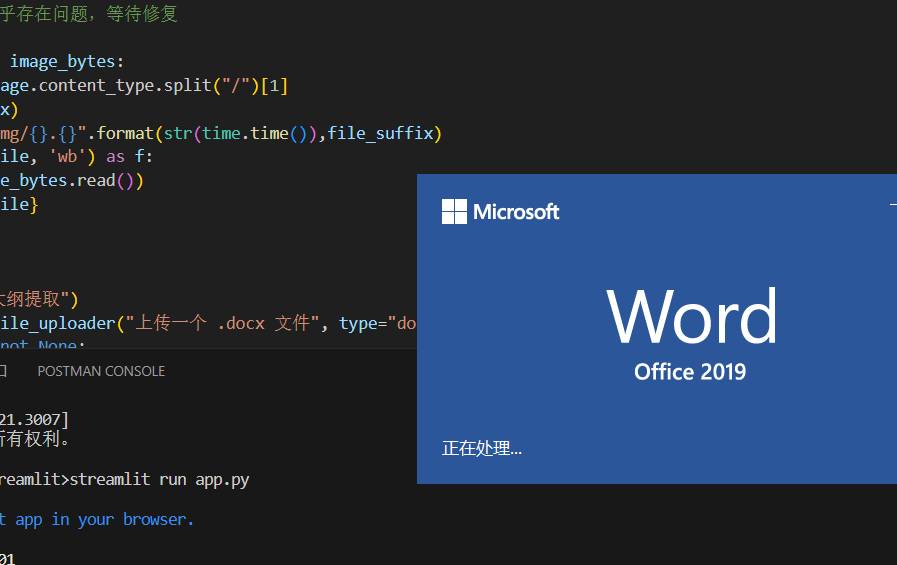 乎存在问题，等待修复
image_bytes:
age.content_type.split("/")[1]
x)
mg/{}.{}".format(str(time.time()),file_suffix)
ile, 'wb') as f:
e_bytes.read())
ile}
大纲提取")
ile_uploader("上传一个 .docx 文件", type="do
not None:
口 POSTMAN CONSOLE
21.3007]
所有权利。
reamlit>streamlit run app.py
t app in your browser.
01
Microsoft
Word
Office 2019
正在处理...